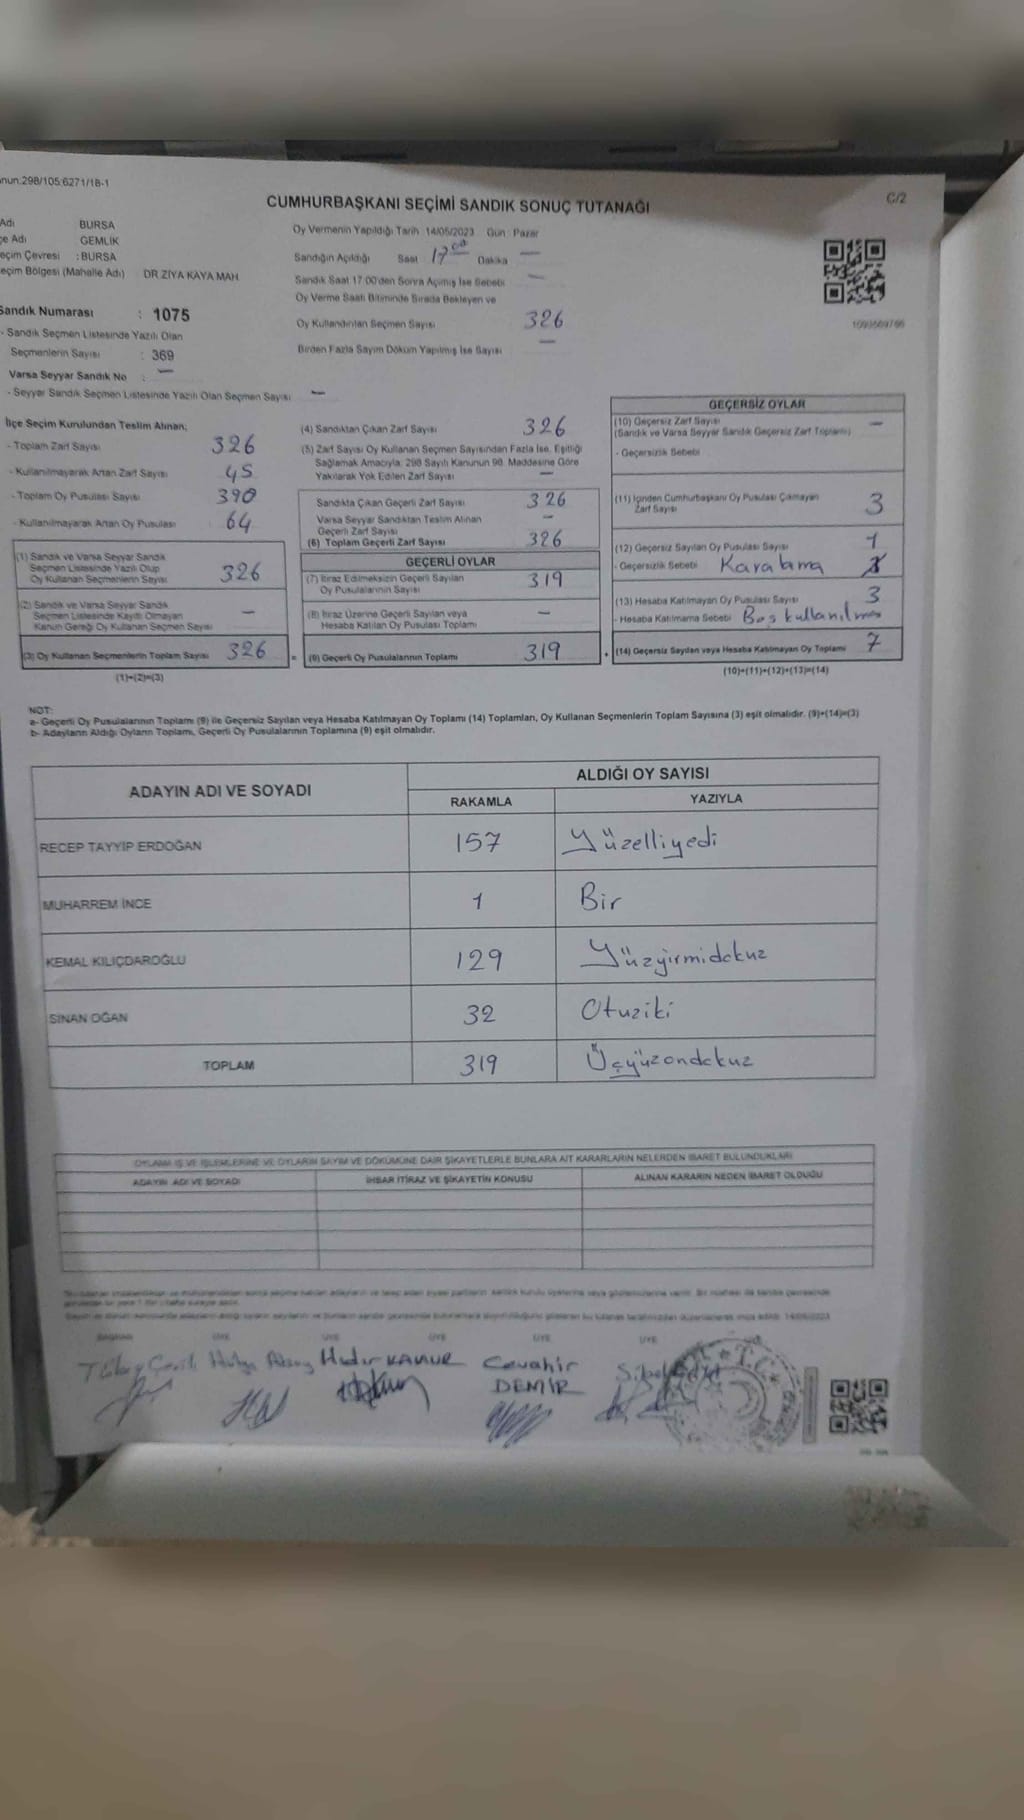 nun:298/105:6271/1B-1
C/2
CUMHURBAŞKANI SEÇİMİ SANDIK SONUÇ TUTANAĞI
Adı : BURSA
çe Adı GEMLİK
eçim Çevresi : BURSA
eçim Bölgesi (Mahalle Adı) DR.ZİYA KAYA MAH
Sandık Numarası : 1075
- Sandık Seçmen Listesinde Yazılı Olan
Seçmenlerin Sayısı : 369
Varsa Seyyar Sandık No : —
- Seyyar Sandık Seçmen Listesinde Yazılı Olan Seçmen Sayısı —
Oy Vermenin Yapıldığı Tarih 14/05/2023 Gün : Pazar
Sandığın Açıldığı Saat 17:00 Dakika —
Sandık Saat 17.00'den Sonra Açılmış İse Sebebi —
Oy Verme Saati Bitiminde Sırada Bekleyen ve
Oy Kullandırılan Seçmen Sayısı 326
Birden Fazla Sayım Döküm Yapılmış İse Sayısı —
İlçe Seçim Kurulundan Teslim Alınan;
- Toplam Zarf Sayısı 326
- Kullanılmayarak Artan Zarf Sayısı 45
- Toplam Oy Pusulası Sayısı 390
- Kullanılmayarak Artan Oy Pusulası : 64
(1) Sandık ve Varsa Seyyar Sandık
Seçmen Listesinde Yazılı Olup
Oy Kullanan Seçmenlerin Sayısı 326
(2) Sandık ve Varsa Seyyar Sandık
Seçmen Listesinde Kayıtlı Olmayan
Kanun Gereği Oy Kullanan Seçmen Sayısı —
(3) Oy Kullanan Seçmenlerin Toplam Sayısı 326
(1)+(2)=(3)
(4) Sandıktan Çıkan Zarf Sayısı 326
(5) Zarf Sayısı Oy Kullanan Seçmen Sayısından Fazla İse, Eşitliği
Sağlamak Amacıyla; 298 Sayılı Kanunun 98. Maddesine Göre
Yakılarak Yok Edilen Zarf Sayısı —
Sandıkta Çıkan Geçerli Zarf Sayısı 326
Varsa Seyyar Sandıktan Teslim Alınan
Geçerli Zarf Sayısı —
(6) Toplam Geçerli Zarf Sayısı 326
GEÇERLİ OYLAR
(7) İtiraz Edilmeksizin Geçerli Sayılan
Oy Pusulalarının Sayısı 319
(8) İtiraz Üzerine Geçerli Sayılan veya
Hesaba Katılan Oy Pusulası Toplamı —
= (9) Geçerli Oy Pusulalarının Toplamı 319
GEÇERSİZ OYLAR
(10) Geçersiz Zarf Sayısı —
(Sandık ve Varsa Seyyar Sandık Geçersiz Zarf Toplamı)
- Geçersizlik Sebebi
(11) İçinden Cumhurbaşkanı Oy Pusulası Çıkmayan
Zarf Sayısı 3
(12) Geçersiz Sayılan Oy Pusulası Sayısı 1
- Geçersizlik Sebebi Karalama
(13) Hesaba Katılmayan Oy Pusulası Sayısı 3
- Hesaba Katılmama Sebebi Boş kullanılmış
+ (14) Geçersiz Sayılan veya Hesaba Katılmayan Oy Toplamı 7
(10)+(11)+(12)+(13)=(14)
NOT:
a- Geçerli Oy Pusulalarının Toplamı (9) ile Geçersiz Sayılan veya Hesaba Katılmayan Oy Toplamı (14) Toplamları, Oy Kullanan Seçmenlerin Toplam Sayısına (3) eşit olmalıdır. (9)+(14)=(3)
b- Adayların Aldığı Oyların Toplamı, Geçerli Oy Pusulalarının Toplamına (9) eşit olmalıdır.
ADAYIN ADI VE SOYADI
ALDIĞI OY SAYISI
RAKAMLA YAZIYLA
RECEP TAYYİP ERDOĞAN 157 Yüzelliyedi
MUHARREM İNCE 1 Bir
KEMAL KILIÇDAROĞLU 129 Yüzyirmidokuz
SİNAN OĞAN 32 Otuziki
TOPLAM 319 Üçyüzondokuz
OYLAMA İŞ VE İŞLEMLERİNE VE OYLARIN SAYIM VE DÖKÜMÜNE DAİR ŞİKAYETLERLE BUNLARA AİT KARARLARIN NELERDEN İBARET BULUNDUKLARI
ADAYIN ADI VE SOYADI İHBAR İTİRAZ VE ŞİKAYETİN KONUSU ALINAN KARARIN NEDEN İBARET OLDUĞU
BAŞKAN ÜYE ÜYE ÜYE ÜYE ÜYE
Hıdır KANUR Cevahir
DEMİR
T.C.